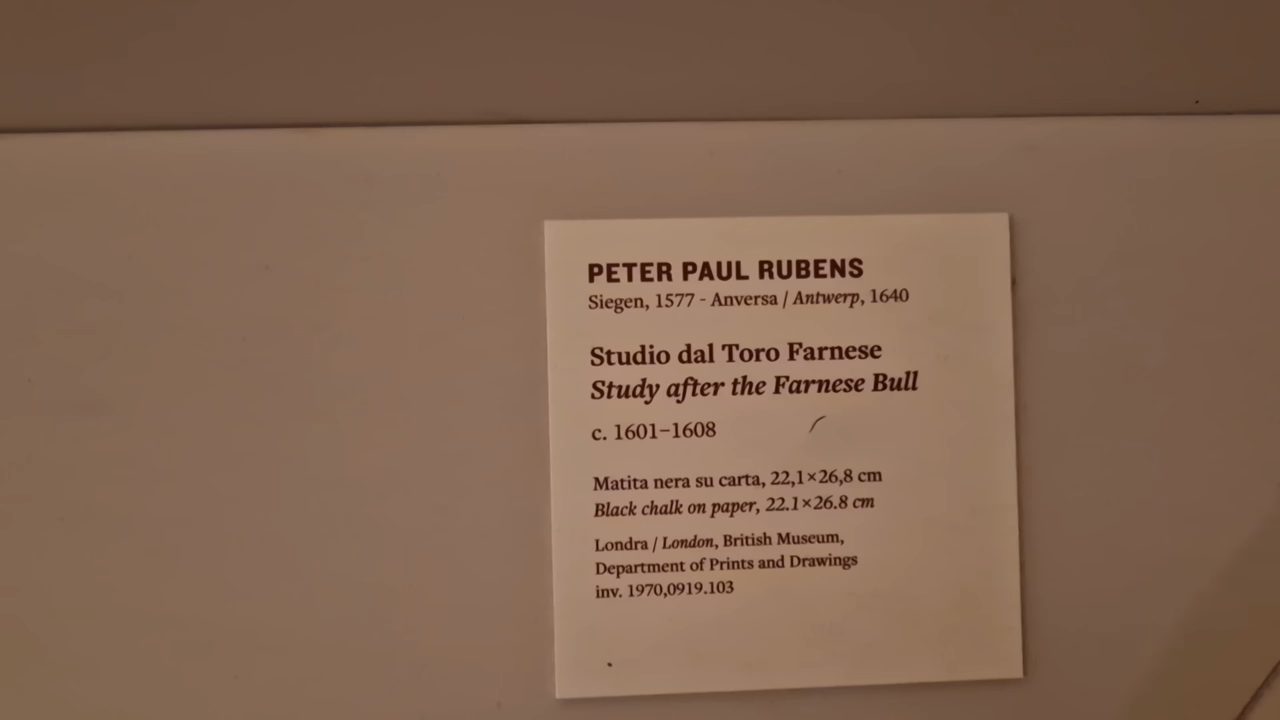 PETER PAUL RUBENS
Siegen, 1577 - Anversa / Antwerp, 1640
Studio dal Toro Farnese
Study after the Farnese Bull
c. 1601–1608
Matita nera su carta, 22,1×26,8 cm
Black chalk on paper, 22.1×26.8 cm
Londra / London, British Museum,
Department of Prints and Drawings
inv. 1970,0919.103